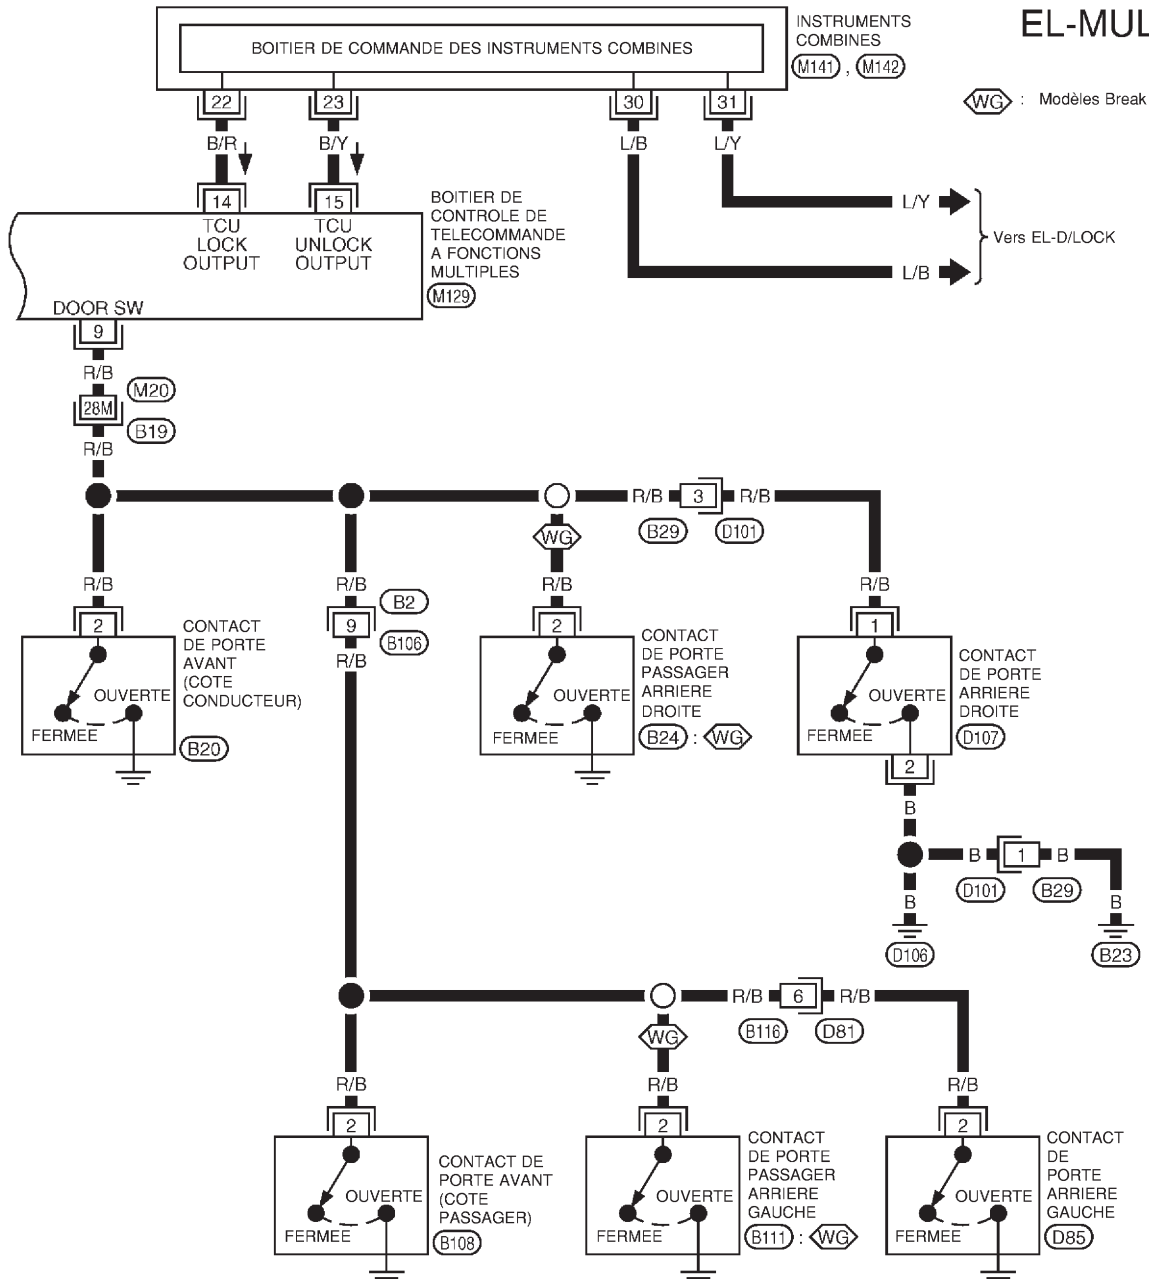 EL-MUL
INSTRUMENTS
COMBINES
M141 , M142
WG : Modèles Break
BOITIER DE COMMANDE DES INSTRUMENTS COMBINES
22 23 30 31
B/R B/Y L/B L/Y
14 15
TCU
LOCK
OUTPUT
TCU
UNLOCK
OUTPUT
BOITIER DE
CONTROLE DE
TELECOMMANDE
A FONCTIONS
MULTIPLES
M129
L/Y
Vers EL-D/LOCK
L/B
DOOR SW
9
R/B
M20
28M
B19
R/B
R/B 3 R/B
B29 D101
WG
R/B R/B R/B R/B
B2
9
B106
R/B
2
CONTACT
DE PORTE
AVANT
(COTE
CONDUCTEUR)
B20
OUVERTE
FERMEE
2
CONTACT
DE PORTE
PASSAGER
ARRIERE
DROITE
B24 : WG
OUVERTE
FERMEE
1
CONTACT
DE PORTE
ARRIERE
DROITE
D107
OUVERTE
FERMEE
2
B
B 1 B
D101 B29
B B
D106 B23
R/B 6 R/B
B116 D81
WG
R/B R/B R/B
2
CONTACT DE
PORTE AVANT
(COTE
PASSAGER)
B108
OUVERTE
FERMEE
2
CONTACT
DE PORTE
PASSAGER
ARRIERE
GAUCHE
B111 : WG
OUVERTE
FERMEE
2
CONTACT
DE
PORTE
ARRIERE
GAUCHE
D85
OUVERTE
FERMEE